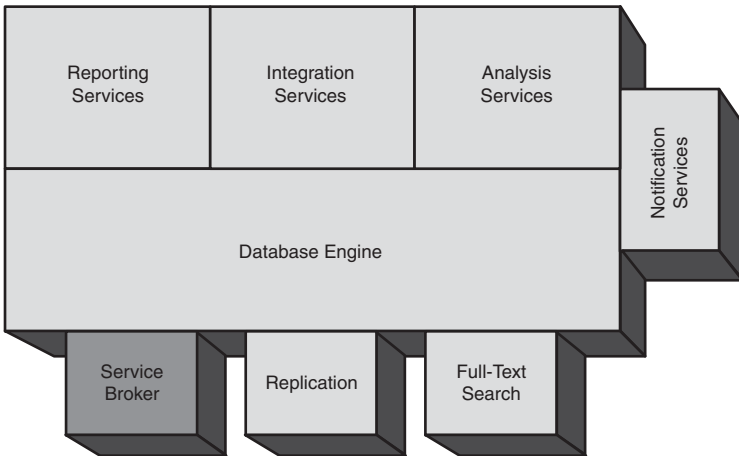 Reporting
Services
Integration
Services
Analysis
Services
Notification
Services
Database Engine
Service
Broker
Replication
Full-Text
Search